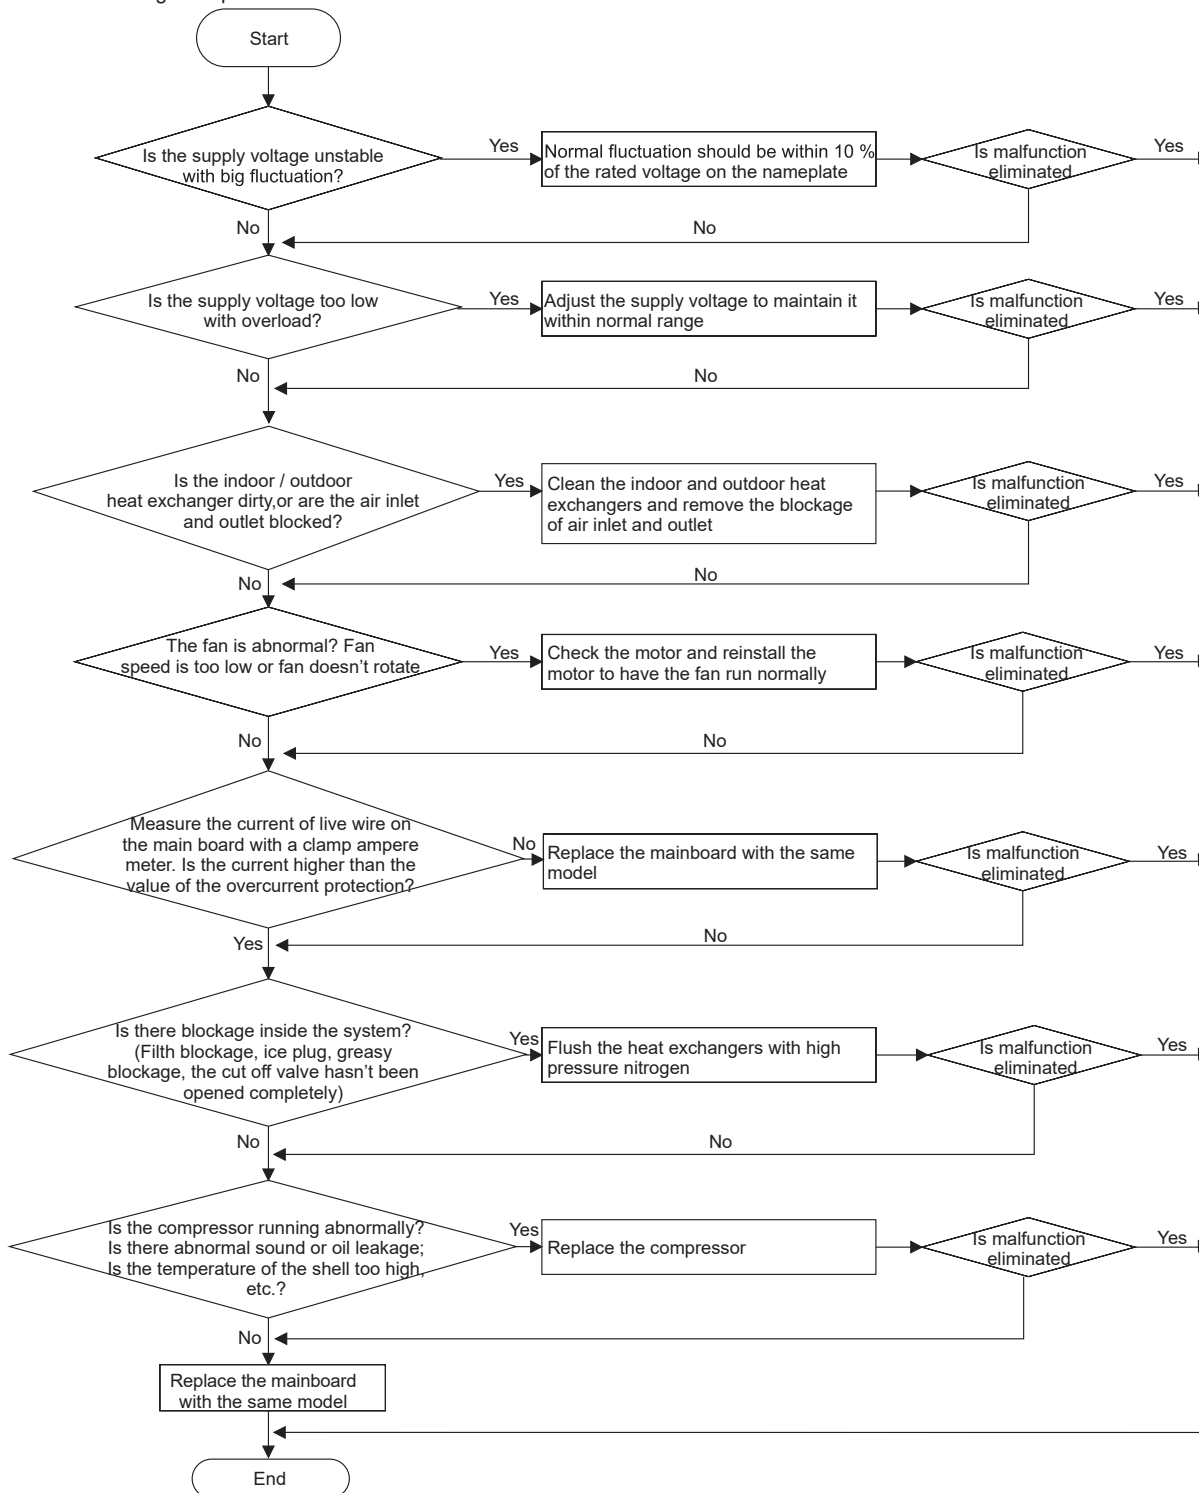 Start
Is the supply voltage unstable
with big fluctuation?
Yes
Normal fluctuation should be within 10 %
of the rated voltage on the nameplate
Is malfunction
eliminated
Yes
No
No
Is the supply voltage too low
with overload?
Yes
Adjust the supply voltage to maintain it
within normal range
Is malfunction
eliminated
Yes
No
No
Is the indoor / outdoor
heat exchanger dirty,or are the air inlet
and outlet blocked?
Yes
Clean the indoor and outdoor heat
exchangers and remove the blockage
of air inlet and outlet
Is malfunction
eliminated
Yes
No
No
The fan is abnormal? Fan
speed is too low or fan doesn't rotate
Yes
Check the motor and reinstall the
motor to have the fan run normally
Is malfunction
eliminated
Yes
No
No
Measure the current of live wire on
the main board with a clamp ampere
meter. Is the current higher than the
value of the overcurrent protection?
No
Replace the mainboard with the same
model
Is malfunction
eliminated
Yes
Yes
No
Is there blockage inside the system?
(Filth blockage, ice plug, greasy
blockage, the cut off valve hasn't been
opened completely)
Yes
Flush the heat exchangers with high
pressure nitrogen
Is malfunction
eliminated
Yes
No
No
Is the compressor running abnormally?
Is there abnormal sound or oil leakage;
Is the temperature of the shell too high,
etc.?
Yes
Replace the compressor
Is malfunction
eliminated
Yes
No
Replace the mainboard
with the same model
End